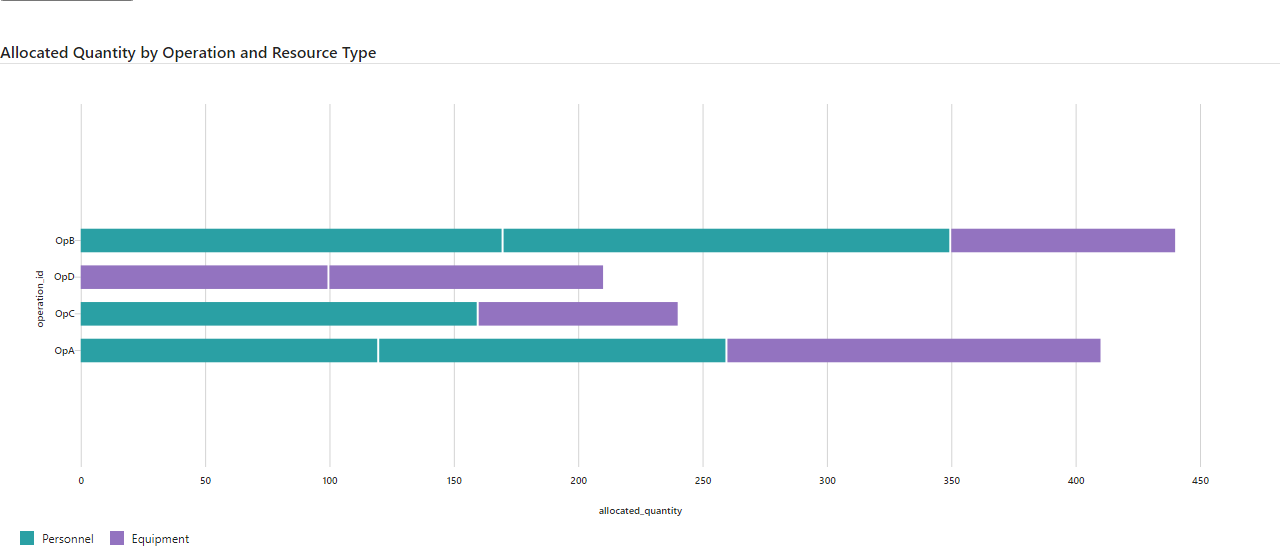 Allocated Quantity by Operation and Resource Type
OpB
OpD
OpC
OpA
operation_id
0 50 100 150 200 250 300 350 400 450
allocated_quantity
Personnel Equipment